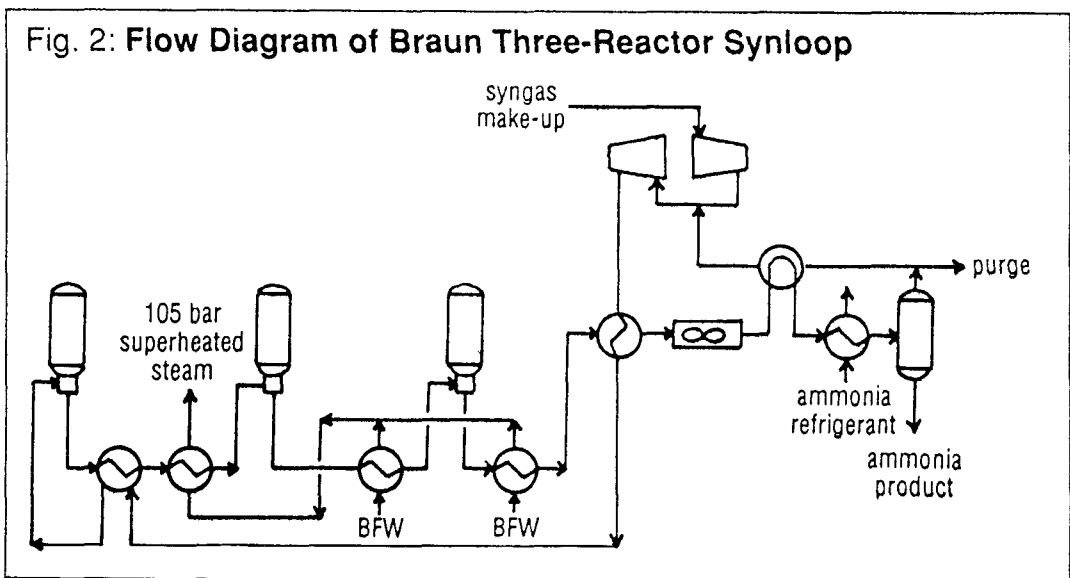 Fig. 2: Flow Diagram of Braun Three-Reactor Synloop
syngas
make-up
purge
105 bar
superheated
steam
ammonia
refrigerant
ammonia
product
BFW
BFW